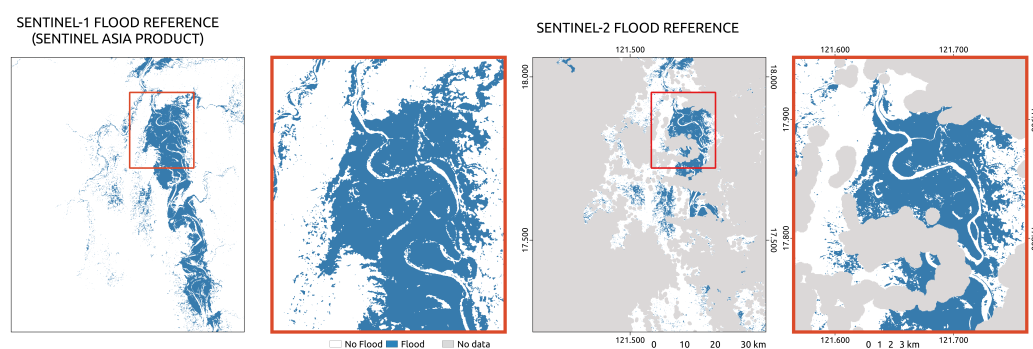 SENTINEL-1 FLOOD REFERENCE
(SENTINEL ASIA PRODUCT)
SENTINEL-2 FLOOD REFERENCE
121.500
121.600
121.700
18.000
17.500
18.000
17.500
17.900
17.800
121.500
0 10 20 30 km
121.600
121.700
0 1 2 3 km
No Flood
Flood
No data